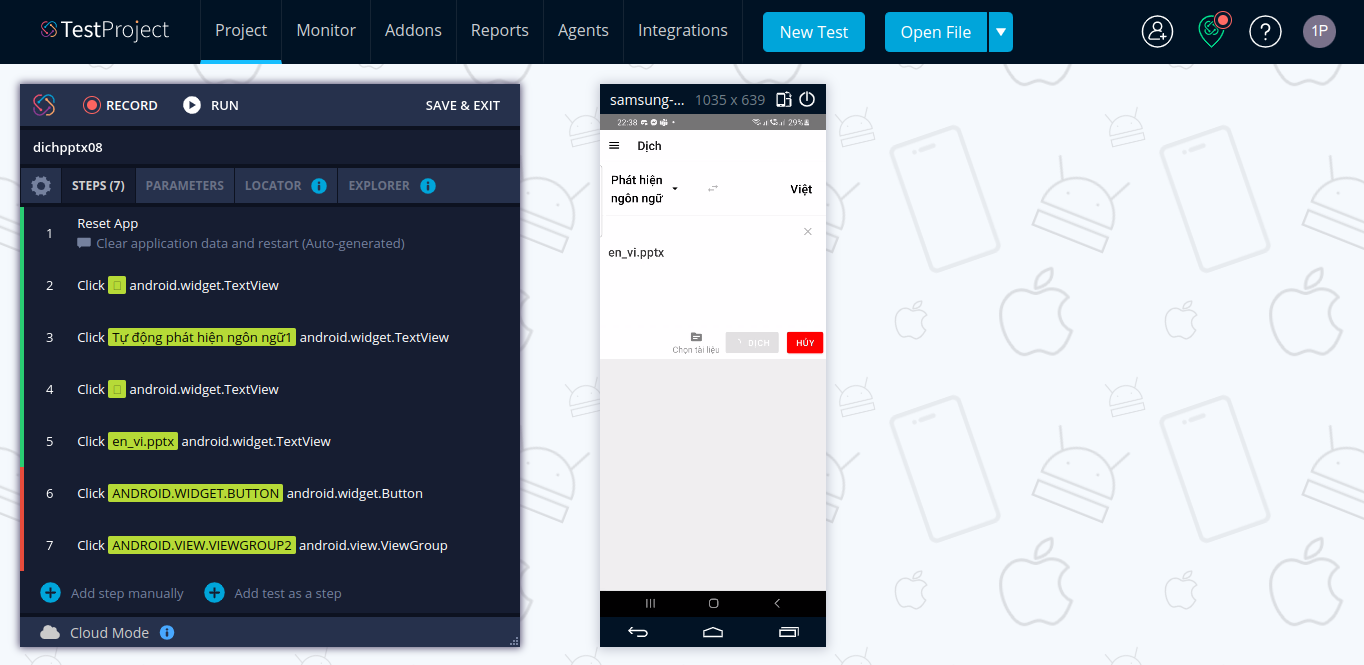 TestProject
Project
Monitor
Addons
Reports
Agents
Integrations
New Test
Open File
?
1P
RECORD
RUN
SAVE & EXIT
dichpptx08
STEPS (7)
PARAMETERS
LOCATOR
EXPLORER
1
Reset App
Clear application data and restart (Auto-generated)
2
Click android.widget.TextView
3
Click Tự động phát hiện ngôn ngữ1 android.widget.TextView
4
Click android.widget.TextView
5
Click en_vi.pptx android.widget.TextView
6
Click ANDROID.WIDGET.BUTTON android.widget.Button
7
Click ANDROID.VIEW.VIEWGROUP2 android.view.ViewGroup
Add step manually
Add test as a step
Cloud Mode
samsung-...
1035 x 639
22:38
29%
Dịch
Phát hiện
ngôn ngữ
Việt
en_vi.pptx
Chọn tài liệu
DỊCH
HỦY